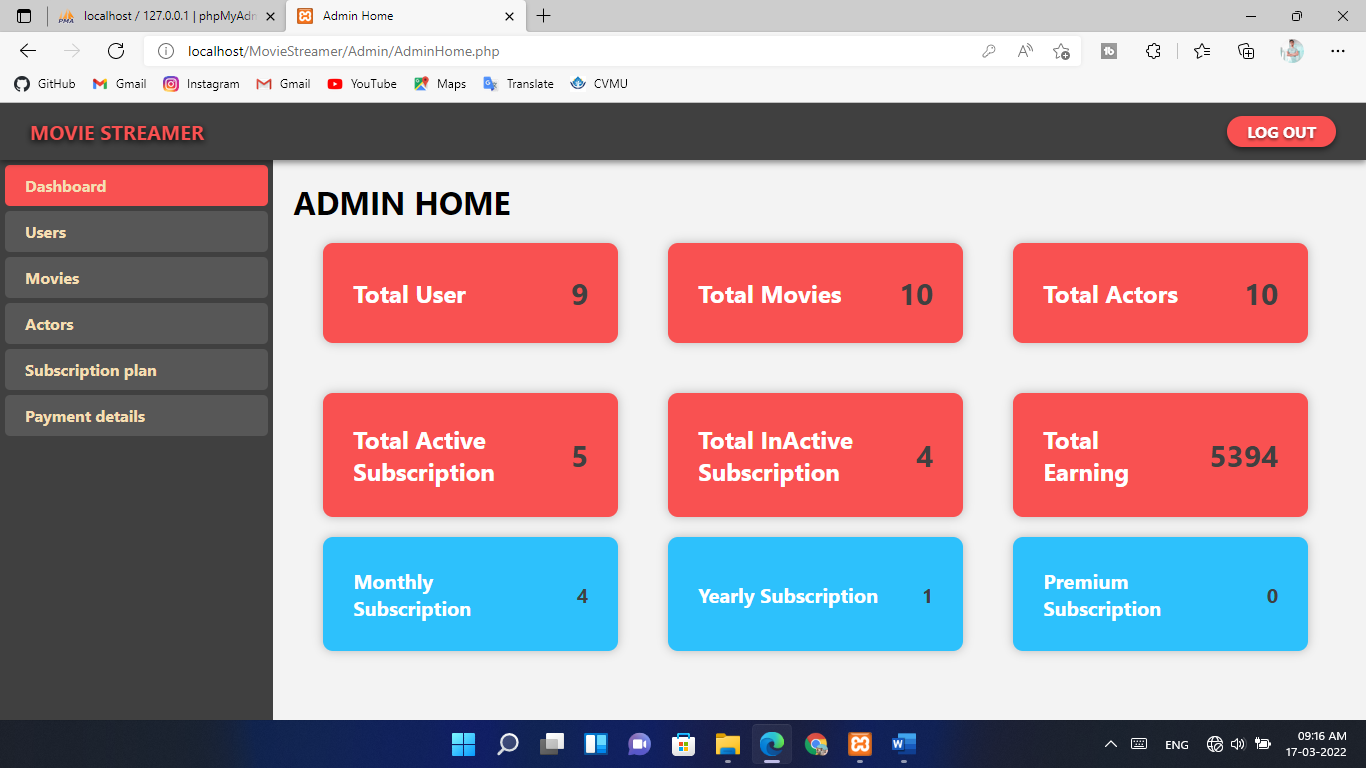 localhost / 127.0.0.1 | phpMyAdm
Admin Home
localhost/MovieStreamer/Admin/AdminHome.php
GitHub
Gmail
Instagram
Gmail
YouTube
Maps
Translate
CVMU
MOVIE STREAMER
LOG OUT
Dashboard
Users
Movies
Actors
Subscription plan
Payment details
ADMIN HOME
Total User
9
Total Movies
10
Total Actors
10
Total Active
Subscription
5
Total InActive
Subscription
4
Total
Earning
5394
Monthly
Subscription
4
Yearly Subscription
1
Premium
Subscription
0
ENG
09:16 AM
17-03-2022